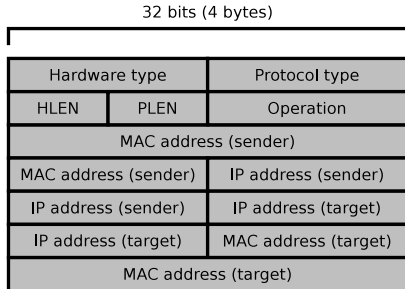 32 bits (4 bytes)
Hardware type Protocol type
HLEN PLEN Operation
MAC address (sender)
MAC address (sender) IP address (sender)
IP address (sender) IP address (target)
IP address (target) MAC address (target)
MAC address (target)